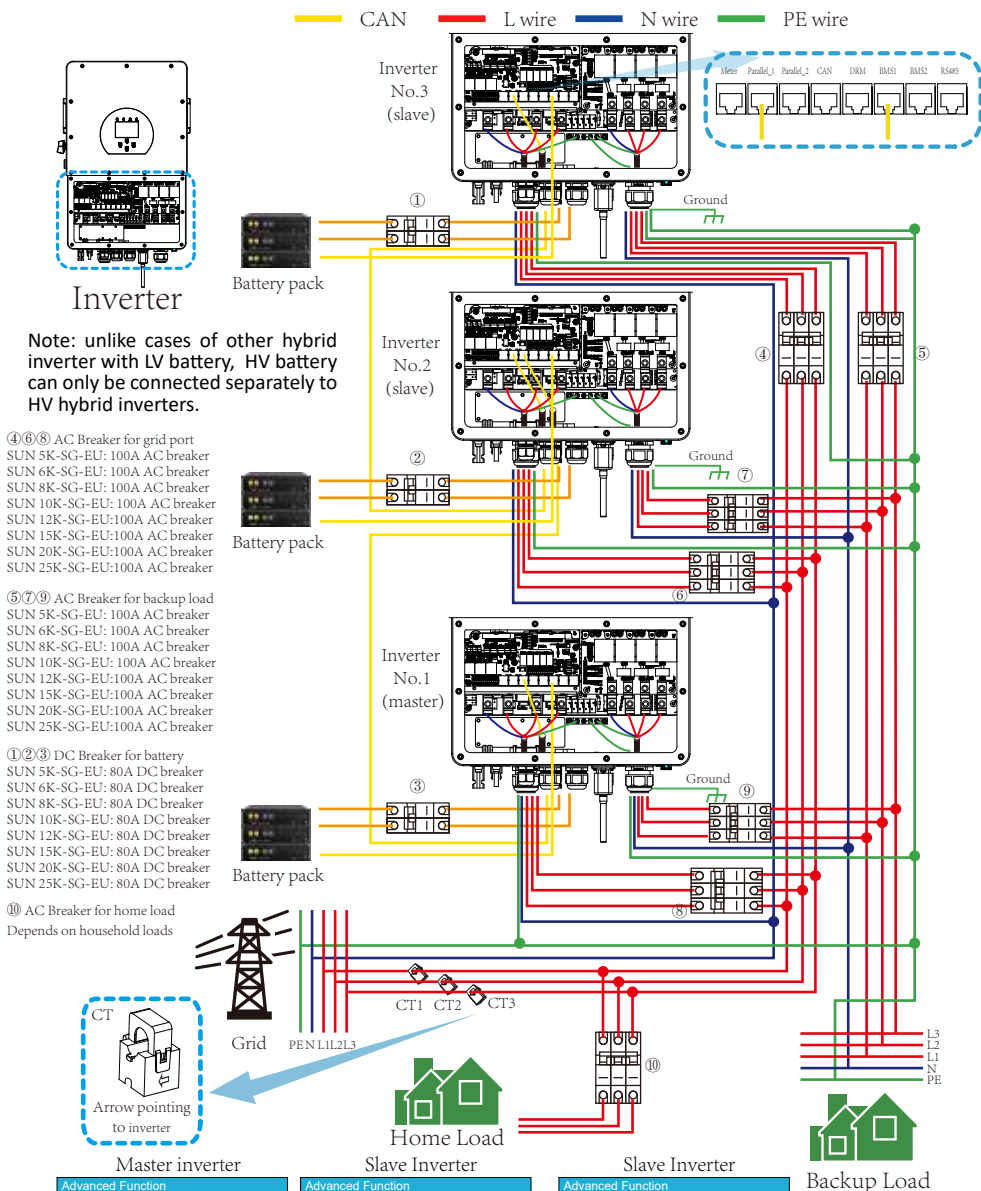 CAN L wire N wire PE wire
Inverter
No.3
(slave)
Meter Parallel_1 Parallel_2 CAN DRM BMS1 BMS2 RS485
Ground
①
Battery pack
Inverter
Note: unlike cases of other hybrid
inverter with LV battery, HV battery
can only be connected separately to
HV hybrid inverters.
Inverter
No.2
(slave)
④
⑤
②
Ground
⑦
Battery pack
⑥
④⑥⑧ AC Breaker for grid port
SUN 5K-SG-EU: 100A AC breaker
SUN 6K-SG-EU: 100A AC breaker
SUN 8K-SG-EU: 100A AC breaker
SUN 10K-SG-EU: 100A AC breaker
SUN 12K-SG-EU:100A AC breaker
SUN 15K-SG-EU:100A AC breaker
SUN 20K-SG-EU:100A AC breaker
SUN 25K-SG-EU:100A AC breaker
⑤⑦⑨ AC Breaker for backup load
SUN 5K-SG-EU: 100A AC breaker
SUN 6K-SG-EU: 100A AC breaker
SUN 8K-SG-EU: 100A AC breaker
SUN 10K-SG-EU: 100A AC breaker
SUN 12K-SG-EU:100A AC breaker
SUN 15K-SG-EU:100A AC breaker
SUN 20K-SG-EU:100A AC breaker
SUN 25K-SG-EU:100A AC breaker
①②③ DC Breaker for battery
SUN 5K-SG-EU: 80A DC breaker
SUN 6K-SG-EU: 80A DC breaker
SUN 8K-SG-EU: 80A DC breaker
SUN 10K-SG-EU: 80A DC breaker
SUN 12K-SG-EU: 80A DC breaker
SUN 15K-SG-EU: 80A DC breaker
SUN 20K-SG-EU: 80A DC breaker
SUN 25K-SG-EU: 80A DC breaker
⑩ AC Breaker for home load
Depends on household loads
Inverter
No.1
(master)
③
Ground
⑨
Battery pack
⑧
CT1 CT2 CT3
Grid
PE N L1 L2 L3
⑩
L3
L2
L1
N
PE
CT
Arrow pointing
to inverter
Home Load
Backup Load
Master inverter
Slave Inverter
Slave Inverter
Advanced Function
Advanced Function
Advanced Function